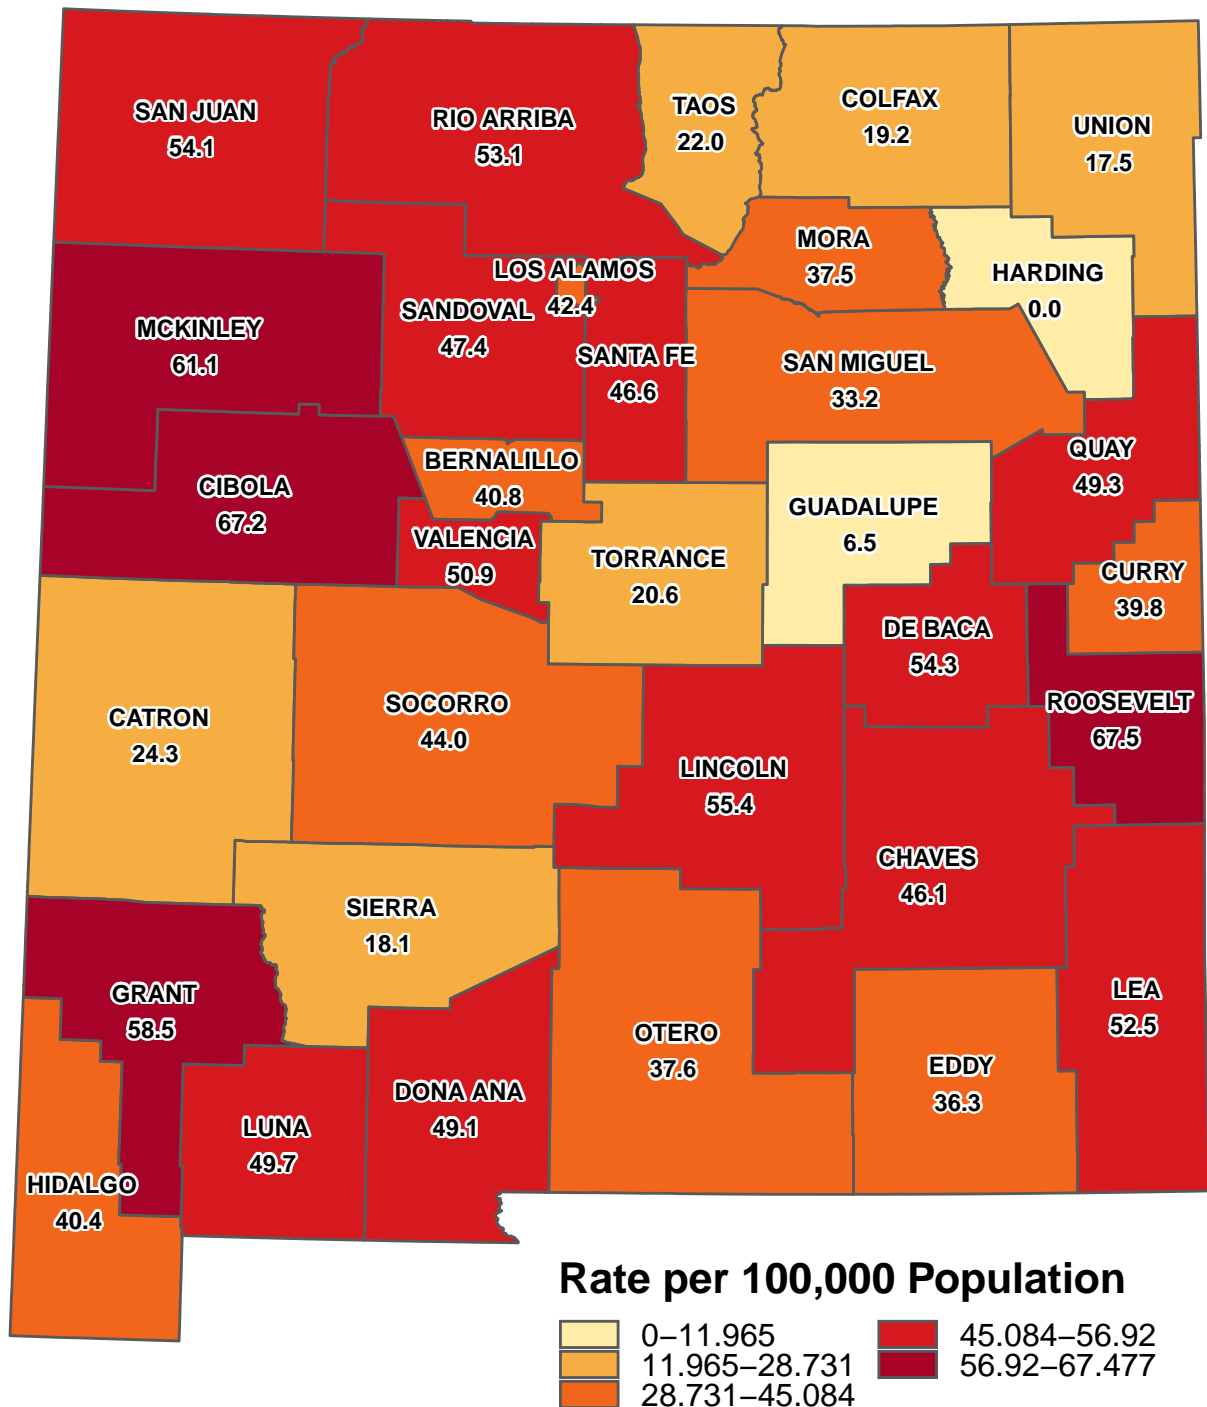 SAN JUAN
54.1
RIO ARRIBA
53.1
TAOS
22.0
COLFAX
19.2
UNION
17.5
MORA
37.5
HARDING
0.0
LOS ALAMOS
42.4
SANDOVAL
47.4
MCKINLEY
61.1
SANTA FE
46.6
SAN MIGUEL
33.2
QUAY
49.3
BERNALILLO
40.8
CIBOLA
67.2
GUADALUPE
6.5
VALENCIA
50.9
TORRANCE
20.6
CURRY
39.8
DE BACA
54.3
ROOSEVELT
67.5
CATRON
24.3
SOCORRO
44.0
LINCOLN
55.4
CHAVES
46.1
SIERRA
18.1
GRANT
58.5
LEA
52.5
OTERO
37.6
EDDY
36.3
DONA ANA
49.1
LUNA
49.7
HIDALGO
40.4
Rate per 100,000 Population
0–11.965
11.965–28.731
28.731–45.084
45.084–56.92
56.92–67.477